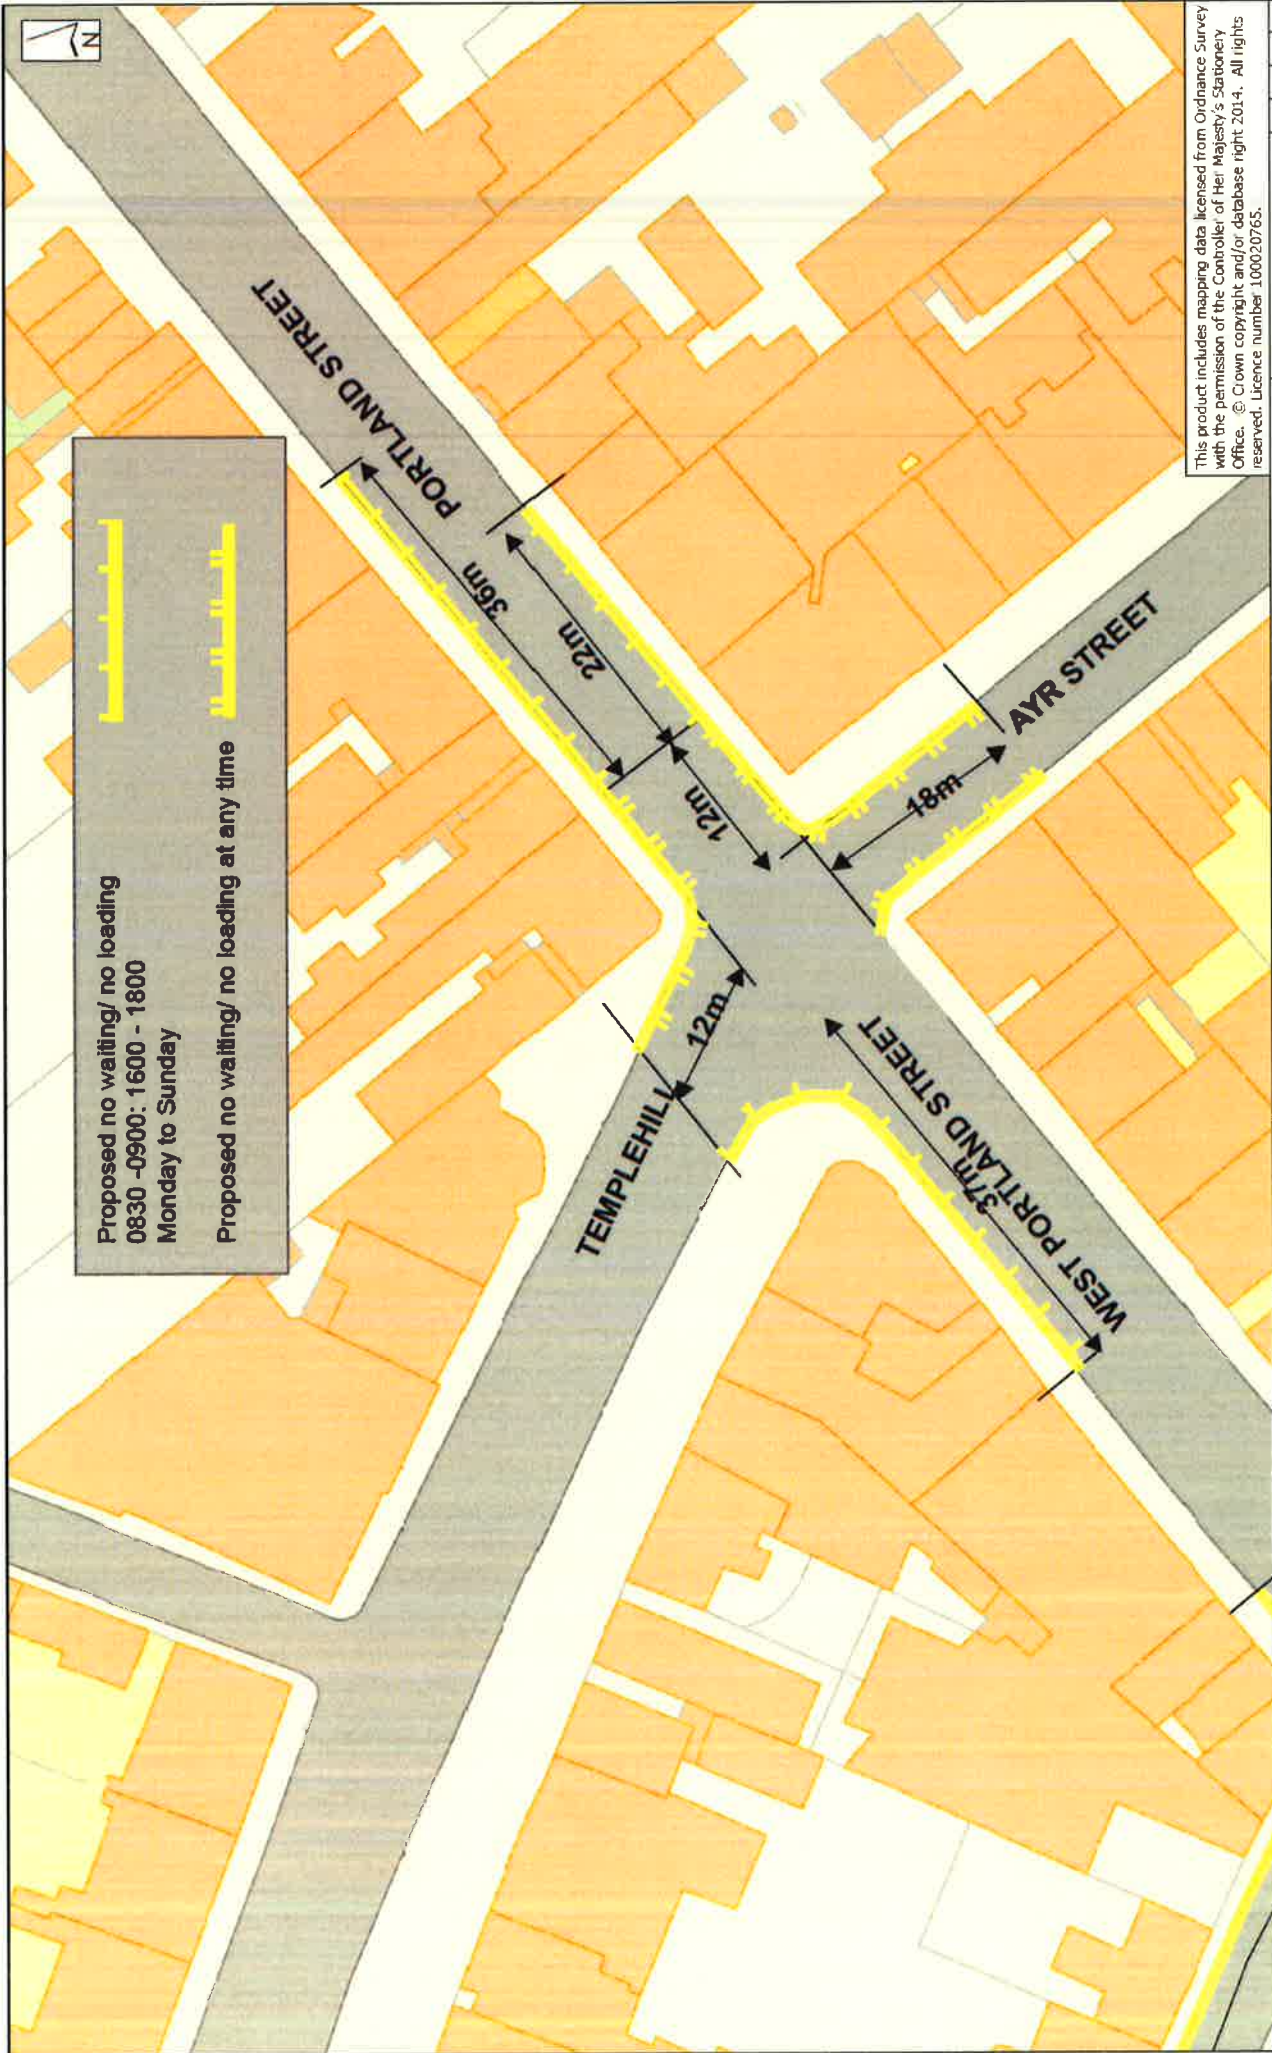 N
Proposed no waiting/ no loading
0830 -0900: 1600 - 1800
Monday to Sunday
Proposed no waiting/ no loading at any time
PORTLAND STREET
36m
22m
12m
TEMPLEHILL
12m
18m
AYR STREET
37m
WEST PORTLAND STREET
This product includes mapping data licensed from Ordnance Survey
with the permission of the Controller of Her Majesty's Stationery
Office. © Crown copyright and/or database right 2014. All rights
reserved. Licence number 100020765.